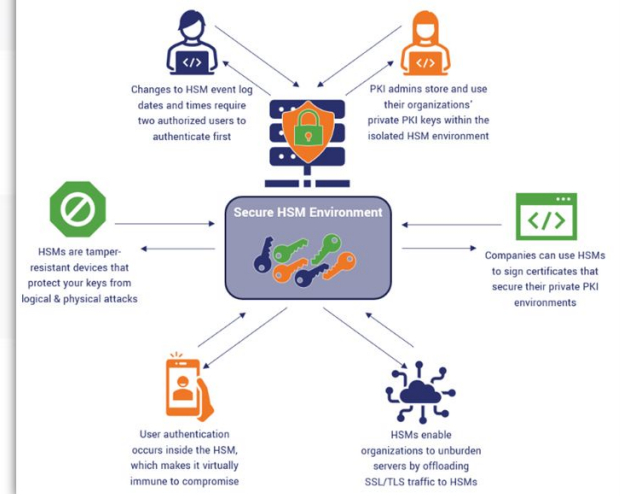 Changes to HSM event log
dates and times require
two authorized users to
authenticate first
PKI admins store and use
their organizations'
private PKI keys within the
isolated HSM environment
Secure HSM Environment
HSMs are tamper-
resistant devices that
protect your keys from
logical & physical attacks
</>
Companies can use HSMs
to sign certificates that
secure their private PKI
environments
User authentication
occurs inside the HSM,
which makes it virtually
immune to compromise
HSMs enable
organizations to unburden
servers by offloading
SSL/TLS traffic to HSMs